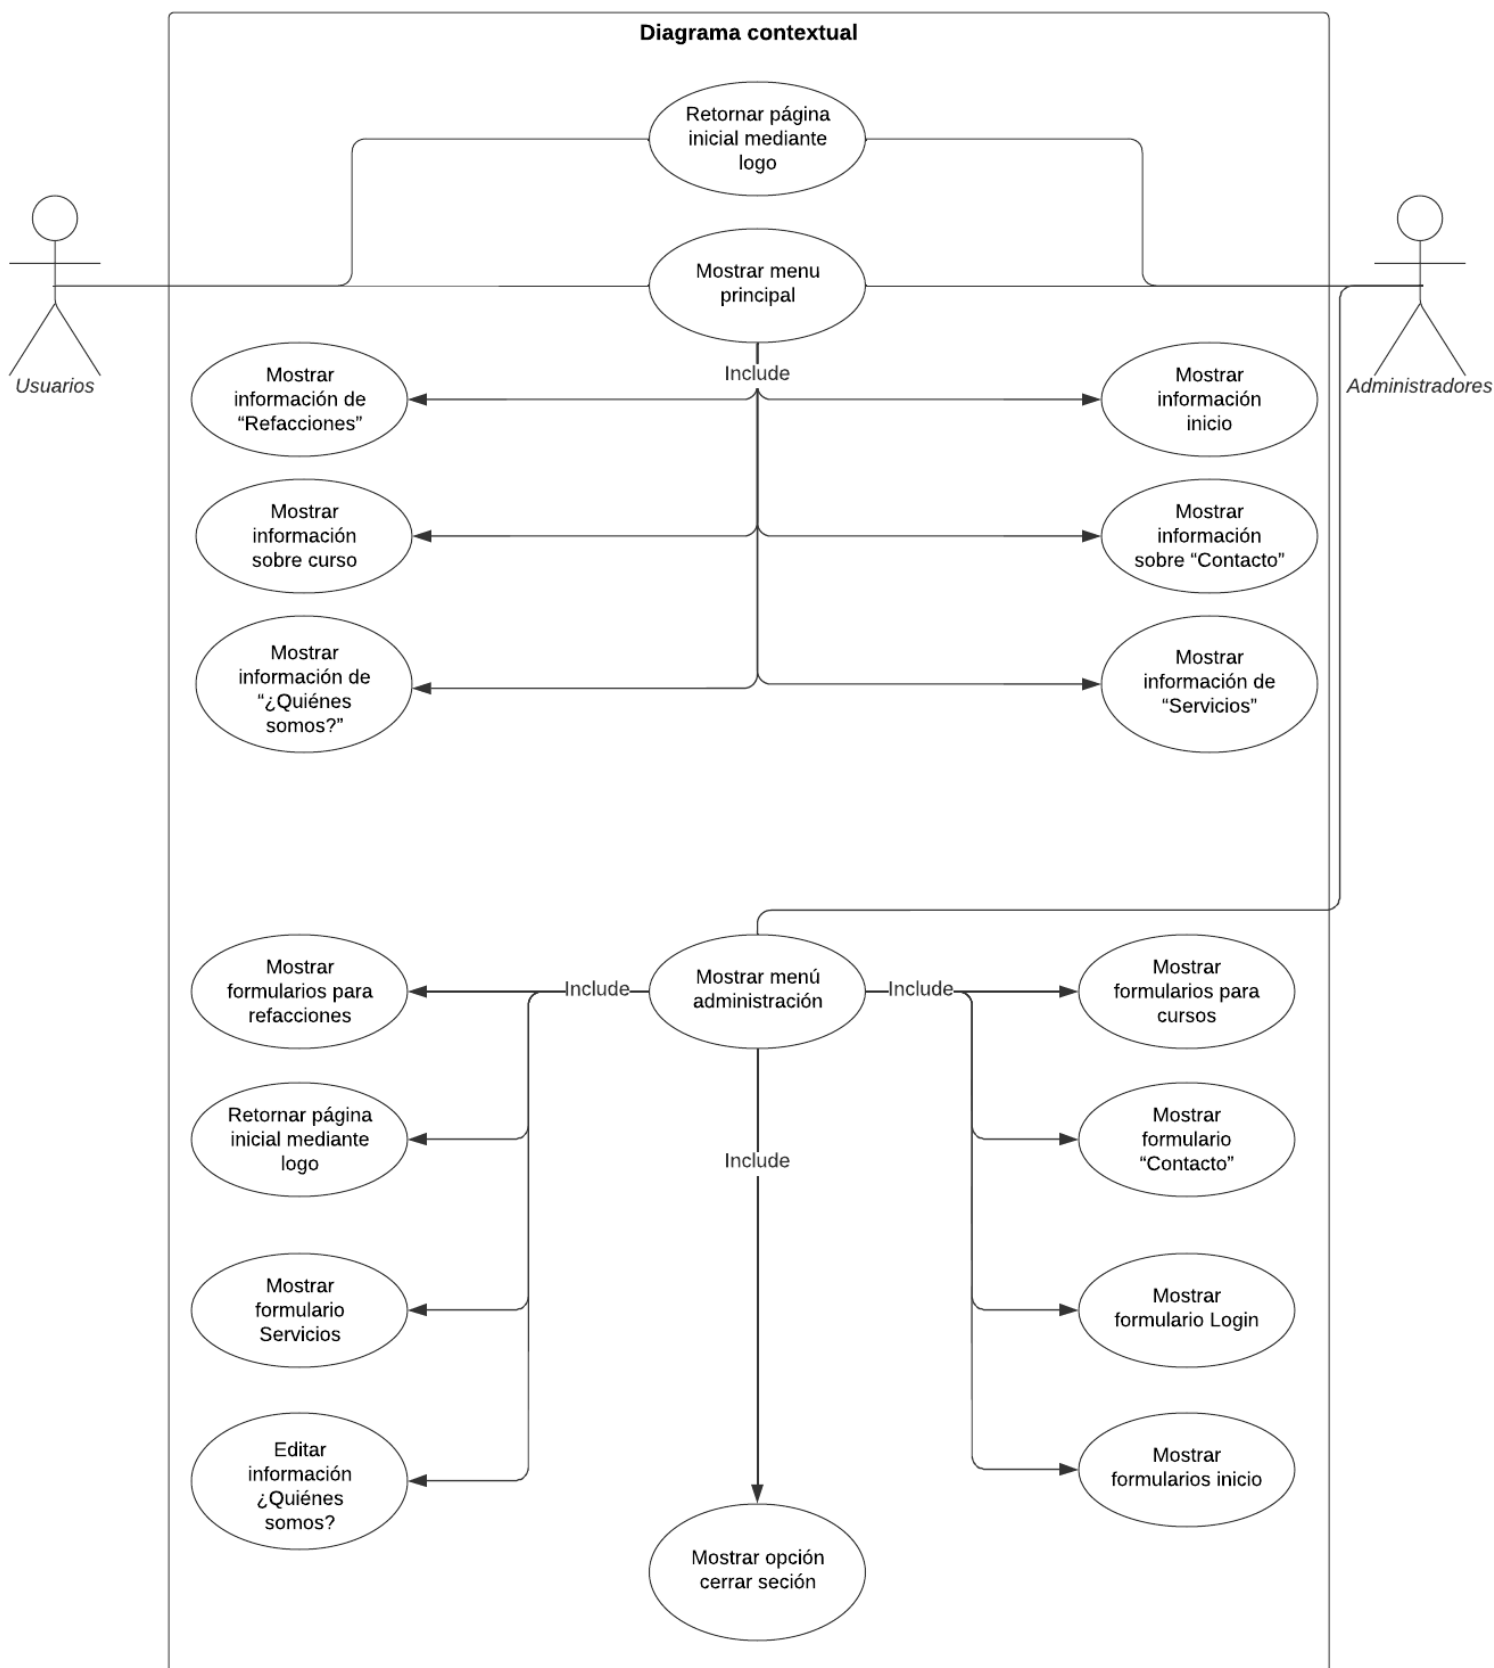 Diagrama contextual
Retornar página
inicial mediante
logo
Mostrar menu
principal
Usuarios
Administradores
Include
Mostrar
información de
“Refacciones”
Mostrar
información
inicio
Mostrar
información
sobre curso
Mostrar
información
sobre “Contacto”
Mostrar
información de
“¿Quiénes
somos?”
Mostrar
información de
“Servicios”
Mostrar
formularios para
refacciones
Include
Mostrar menú
administración
Include
Mostrar
formularios para
cursos
Retornar página
inicial mediante
logo
Include
Mostrar
formulario
“Contacto”
Mostrar
formulario
Servicios
Mostrar
formulario Login
Editar
información
¿Quiénes
somos?
Mostrar
formularios inicio
Mostrar opción
cerrar seción